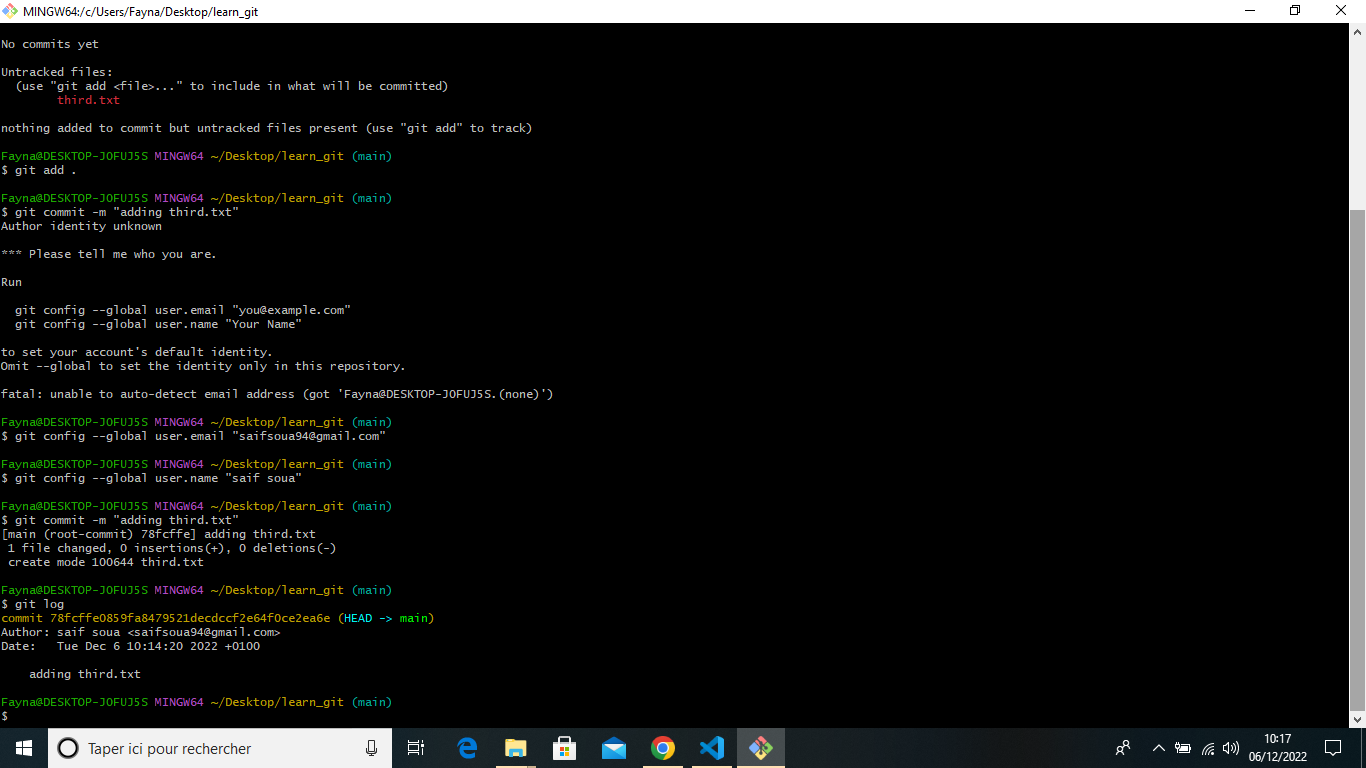 MINGW64:/c/Users/Fayna/Desktop/learn_git
No commits yet
Untracked files:
  (use "git add <file>..." to include in what will be committed)
        third.txt
nothing added to commit but untracked files present (use "git add" to track)
Fayna@DESKTOP-JOFUJ5S MINGW64 ~/Desktop/learn_git (main)
$ git add .
Fayna@DESKTOP-JOFUJ5S MINGW64 ~/Desktop/learn_git (main)
$ git commit -m "adding third.txt"
Author identity unknown
*** Please tell me who you are.
Run
  git config --global user.email "you@example.com"
  git config --global user.name "Your Name"
to set your account's default identity.
Omit --global to set the identity only in this repository.
fatal: unable to auto-detect email address (got 'Fayna@DESKTOP-JOFUJ5S.(none)')
Fayna@DESKTOP-JOFUJ5S MINGW64 ~/Desktop/learn_git (main)
$ git config --global user.email "saifsoua94@gmail.com"
Fayna@DESKTOP-JOFUJ5S MINGW64 ~/Desktop/learn_git (main)
$ git config --global user.name "saif soua"
Fayna@DESKTOP-JOFUJ5S MINGW64 ~/Desktop/learn_git (main)
$ git commit -m "adding third.txt"
[main (root-commit) 78fcffe] adding third.txt
 1 file changed, 0 insertions(+), 0 deletions(-)
 create mode 100644 third.txt
Fayna@DESKTOP-JOFUJ5S MINGW64 ~/Desktop/learn_git (main)
$ git log
commit 78fcffe0859fa8479521decdccf2e64f0ce2ea6e (HEAD -> main)
Author: saif soua <saifsoua94@gmail.com>
Date:   Tue Dec 6 10:14:20 2022 +0100
    adding third.txt
Fayna@DESKTOP-JOFUJ5S MINGW64 ~/Desktop/learn_git (main)
$
Taper ici pour rechercher
10:17
06/12/2022